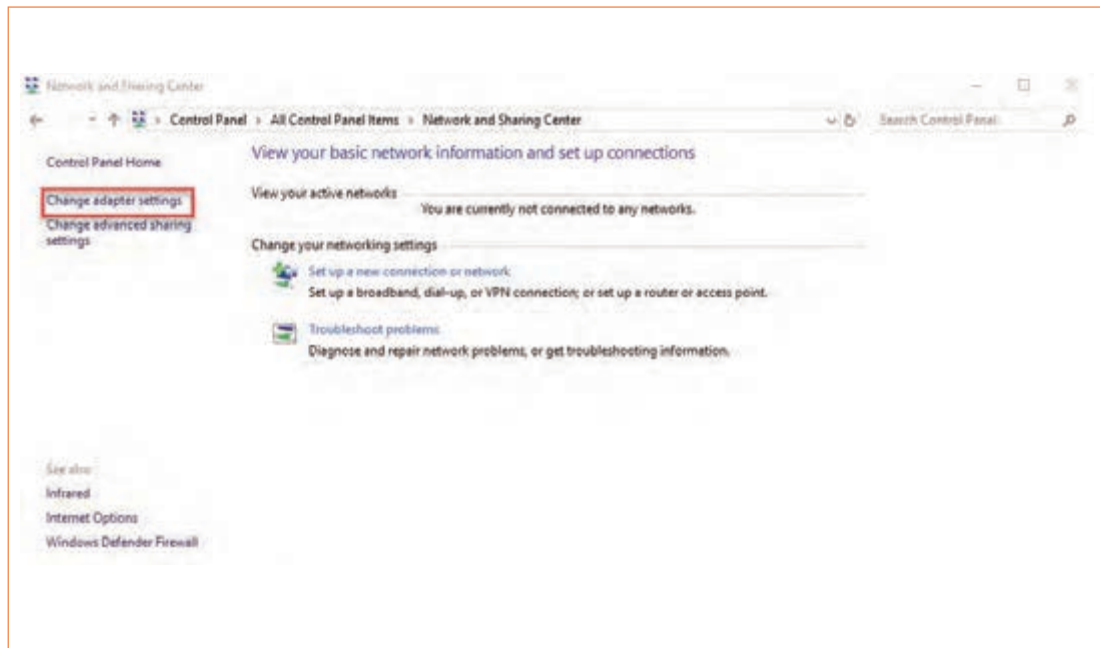 Network and Sharing Center
Control Panel > All Control Panel Items > Network and Sharing Center
Search Control Panel
Control Panel Home
Change adapter settings
Change advanced sharing
settings
View your basic network information and set up connections
View your active networks
You are currently not connected to any networks.
Change your networking settings
Set up a new connection or network
Set up a broadband, dial-up, or VPN connection; or set up a router or access point.
Troubleshoot problems
Diagnose and repair network problems, or get troubleshooting information.
See also
Infrared
Internet Options
Windows Defender Firewall